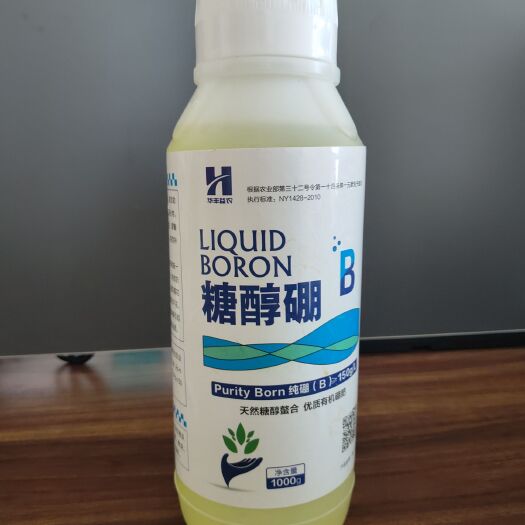 华丰益农
根据农业部第三十二号令第一十四
执行标准：NY1428-2010
LIQUID
BORON
B
糖醇硼
Purity Born 纯硼（B）≥150g/L
天然糖醇螯合 优质有机硼肥
净含量
1000g